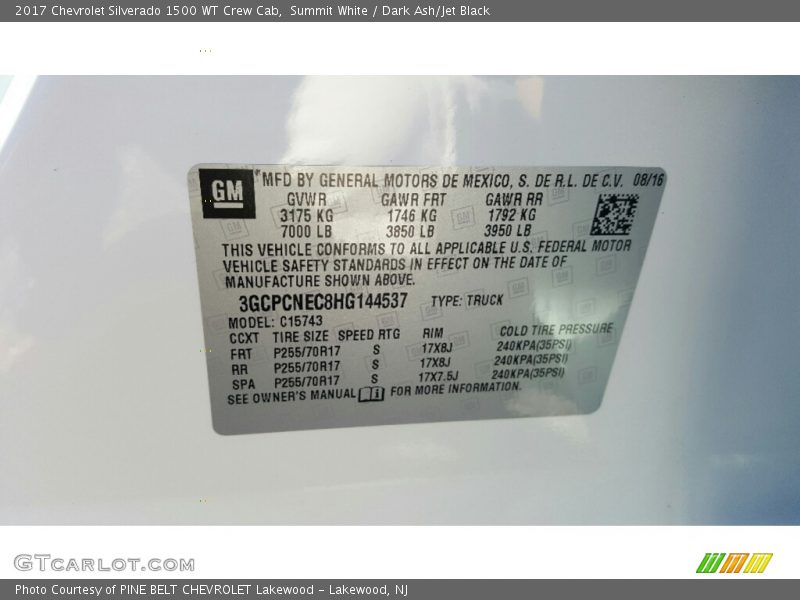 2017 Chevrolet Silverado 1500 WT Crew Cab, Summit White / Dark Ash/Jet Black
GM
*MFD BY GENERAL MOTORS DE MEXICO, S. DE R.L. DE C.V. 08/16
GVWR GAWR FRT GAWR RR
3175 KG 1746 KG 1792 KG
7000 LB 3850 LB 3950 LB
THIS VEHICLE CONFORMS TO ALL APPLICABLE U.S. FEDERAL MOTOR
VEHICLE SAFETY STANDARDS IN EFFECT ON THE DATE OF
MANUFACTURE SHOWN ABOVE.
3GCPCNEC8HG144537 TYPE: TRUCK
MODEL: C15743
CCXT TIRE SIZE SPEED RTG RIM COLD TIRE PRESSURE
FRT P255/70R17 S 17X8J 240KPA(35PSI)
RR P255/70R17 S 17X8J 240KPA(35PSI)
SPA P255/70R17 S 17X7.5J 240KPA(35PSI)
SEE OWNER'S MANUAL FOR MORE INFORMATION.
GTCARLOT.COM
Photo Courtesy of PINE BELT CHEVROLET Lakewood - Lakewood, NJ